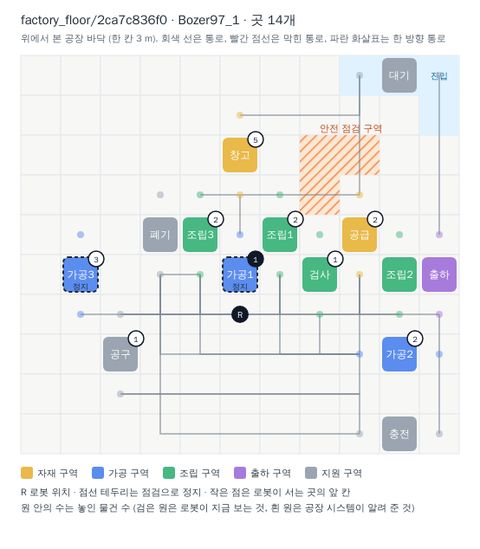 factory_floor/2ca7c836f0 · Bozer97_1 · 곳 14개
위에서 본 공장 바닥 (한 칸 3 m). 회색 선은 통로, 빨간 점선은 막힌 통로, 파란 화살표는 한 방향 통로
대기
전립
안전 점검 구역
5
창고
2
2
2
폐기
조립3
조립1
공급
3
1
1
가공3
정지
가공1
정지
검사
조립2
출하
R
1
공구
2
가공2
충전
자재 구역
가공 구역
조립 구역
출하 구역
지원 구역
R 로봇 위치 · 점선 테두리는 점검으로 정지 · 작은 점은 로봇이 서는 곳의 앞 칸
원 안의 수는 놓인 물건 수 (검은 원은 로봇이 지금 보는 것, 흰 원은 공장 시스템이 알려 준 것)